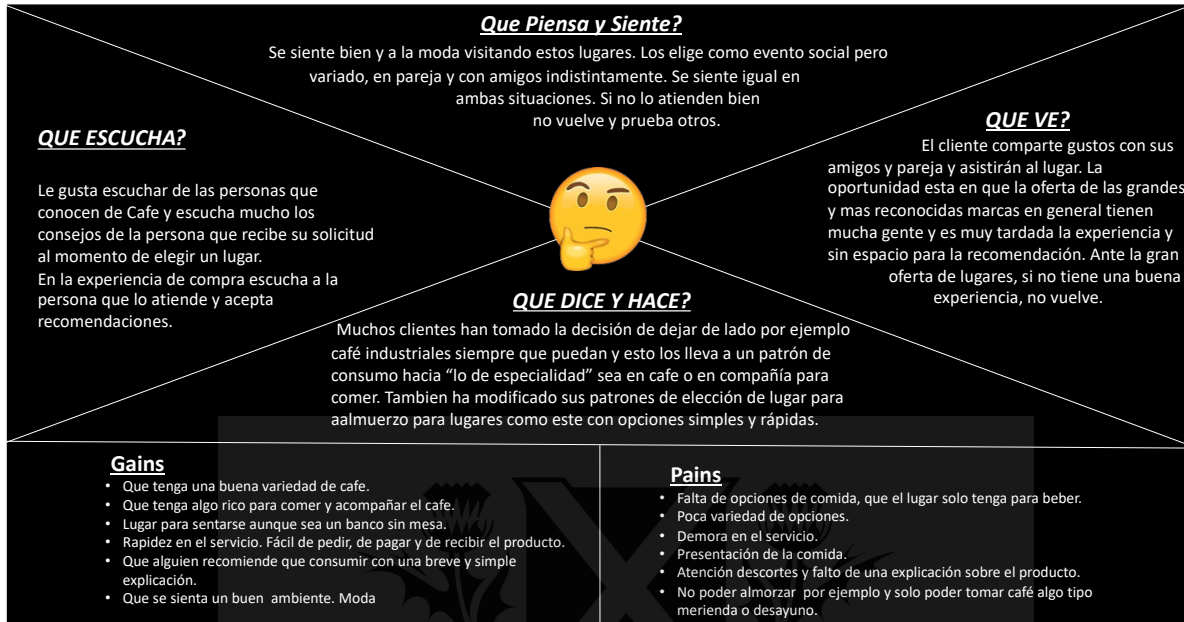 Que Piensa y Siente?
Se siente bien y a la moda visitando estos lugares. Los elige como evento social pero
variado, en pareja y con amigos indistintamente. Se siente igual en
ambas situaciones. Si no lo atienden bien
no vuelve y prueba otros.
QUE ESCUCHA?
Le gusta escuchar de las personas que
conocen de Cafe y escucha mucho los
consejos de la persona que recibe su solicitud
al momento de elegir un lugar.
En la experiencia de compra escucha a la
persona que lo atiende y acepta
recomendaciones.
QUE VE?
El cliente comparte gustos con sus
amigos y pareja y asistirán al lugar. La
oportunidad esta en que la oferta de las grandes
y mas reconocidas marcas en general tienen
mucha gente y es muy tardada la experiencia y
sin espacio para la recomendación. Ante la gran
oferta de lugares, si no tiene una buena
experiencia, no vuelve.
QUE DICE Y HACE?
Muchos clientes han tomado la decisión de dejar de lado por ejemplo
café industriales siempre que puedan y esto los lleva a un patrón de
consumo hacia “lo de especialidad” sea en cafe o en compañía para
comer. Tambien ha modificado sus patrones de elección de lugar para
aalmuerzo para lugares como este con opciones simples y rápidas.
Gains
• Que tenga una buena variedad de cafe.
• Que tenga algo rico para comer y acompañar el cafe.
• Lugar para sentarse aunque sea un banco sin mesa.
• Rapidez en el servicio. Fácil de pedir, de pagar y de recibir el producto.
• Que alguien recomiende que consumir con una breve y simple
explicación.
• Que se sienta un buen ambiente. Moda
Pains
• Falta de opciones de comida, que el lugar solo tenga para beber.
• Poca variedad de opciones.
• Demora en el servicio.
• Presentación de la comida.
• Atención descortes y falto de una explicación sobre el producto.
• No poder almorzar por ejemplo y solo poder tomar café algo tipo
merienda o desayuno.